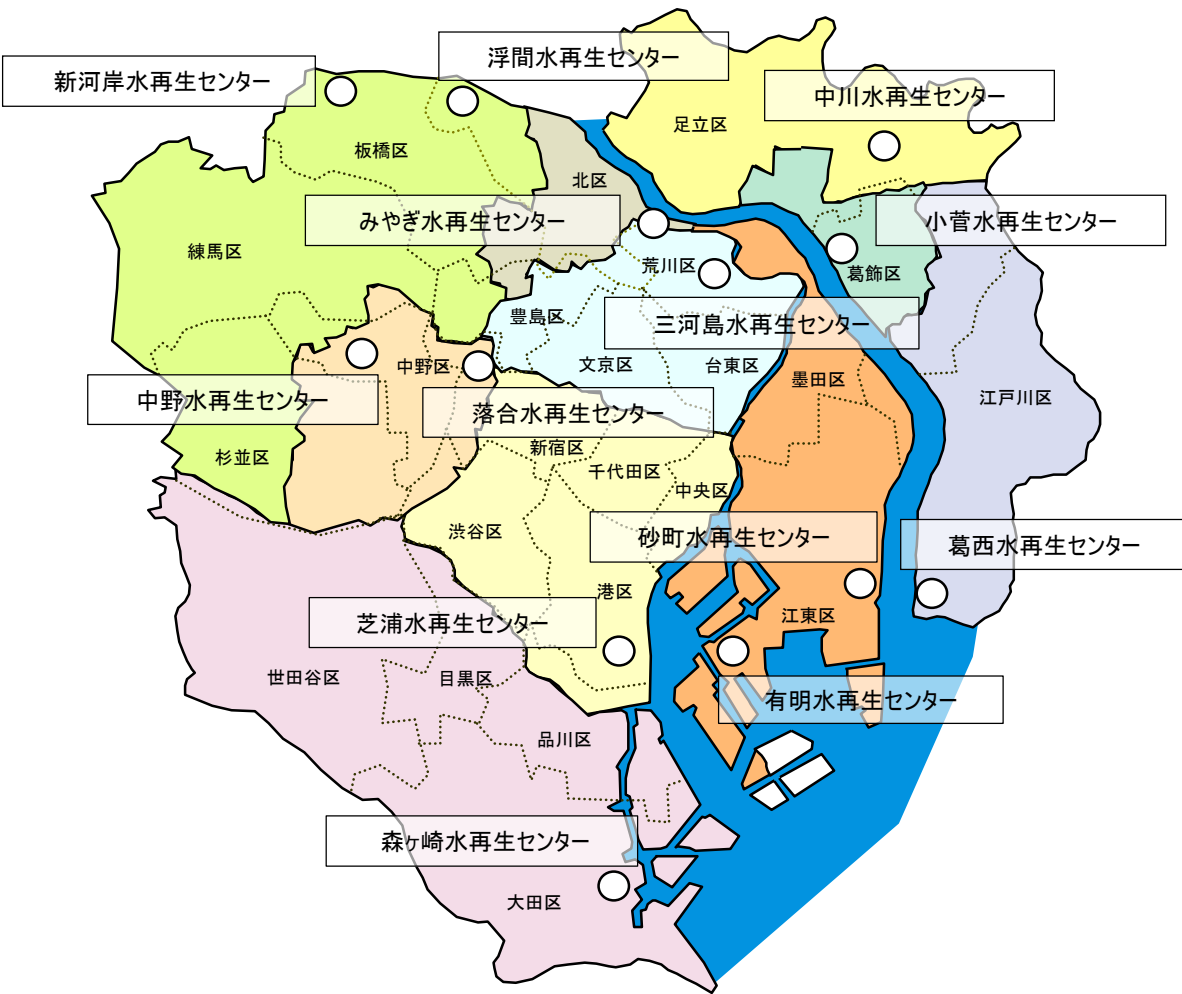 浮間水再生センター
新河岸水再生センター
中川水再生センター
足立区
板橋区
北区
みやぎ水再生センター
小菅水再生センター
練馬区
荒川区
葛飾区
豊島区
三河島水再生センター
中野区
文京区
台東区
墨田区
中野水再生センター
落合水再生センター
江戸川区
新宿区
杉並区
千代田区
中央区
渋谷区
砂町水再生センター
葛西水再生センター
港区
芝浦水再生センター
江東区
世田谷区
目黒区
有明水再生センター
品川区
森ヶ崎水再生センター
大田区